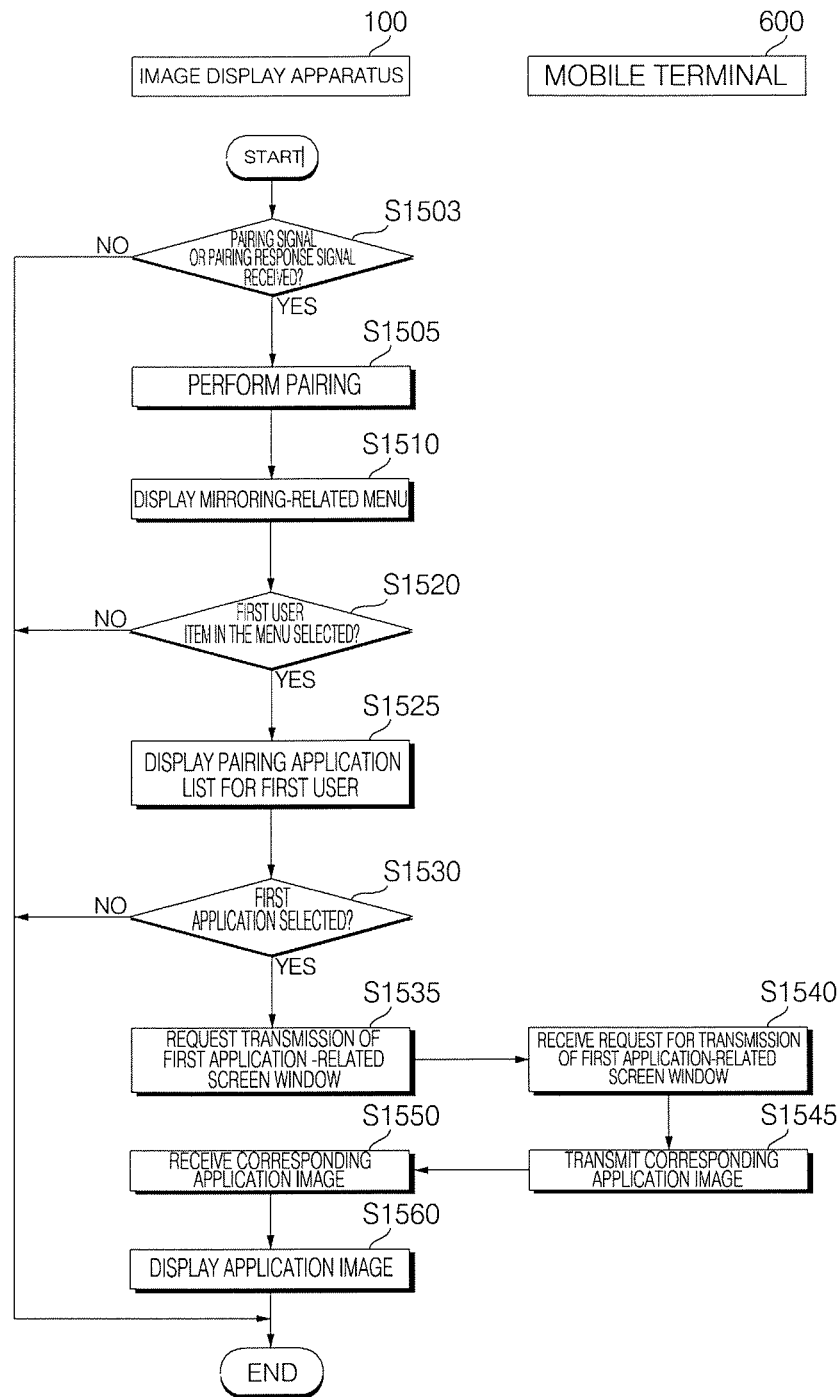 100
600
IMAGE DISPLAY APPARATUS
MOBILE TERMINAL
START
S1503
NO
PAIRING SIGNAL
OR PAIRING RESPONSE SIGNAL
RECEIVED?
YES
S1505
PERFORM PAIRING
S1510
DISPLAY MIRRORING-RELATED MENU
S1520
NO
FIRST USER
ITEM IN THE MENU SELECTED?
YES
S1525
DISPLAY PAIRING APPLICATION
LIST FOR FIRST USER
S1530
NO
FIRST
APPLICATION SELECTED?
YES
S1535
REQUEST TRANSMISSION OF
FIRST APPLICATION -RELATED
SCREEN WINDOW
S1540
RECEIVE REQUEST FOR TRANSMISSION
OF FIRST APPLICATION-RELATED
SCREEN WINDOW
S1545
TRANSMIT CORRESPONDING
APPLICATION IMAGE
S1550
RECEIVE CORRESPONDING
APPLICATION IMAGE
S1560
DISPLAY APPLICATION IMAGE
END